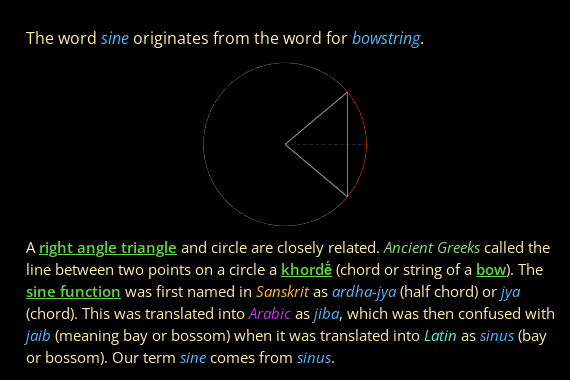 The word sine originates from the word for bowstring.
A right angle triangle and circle are closely related. Ancient Greeks called the
line between two points on a circle a khordḗ (chord or string of a bow). The
sine function was first named in Sanskrit as ardha-jya (half chord) or jya
(chord). This was translated into Arabic as jiba, which was then confused with
jaib (meaning bay or bossom) when it was translated into Latin as sinus (bay
or bossom). Our term sine comes from sinus.